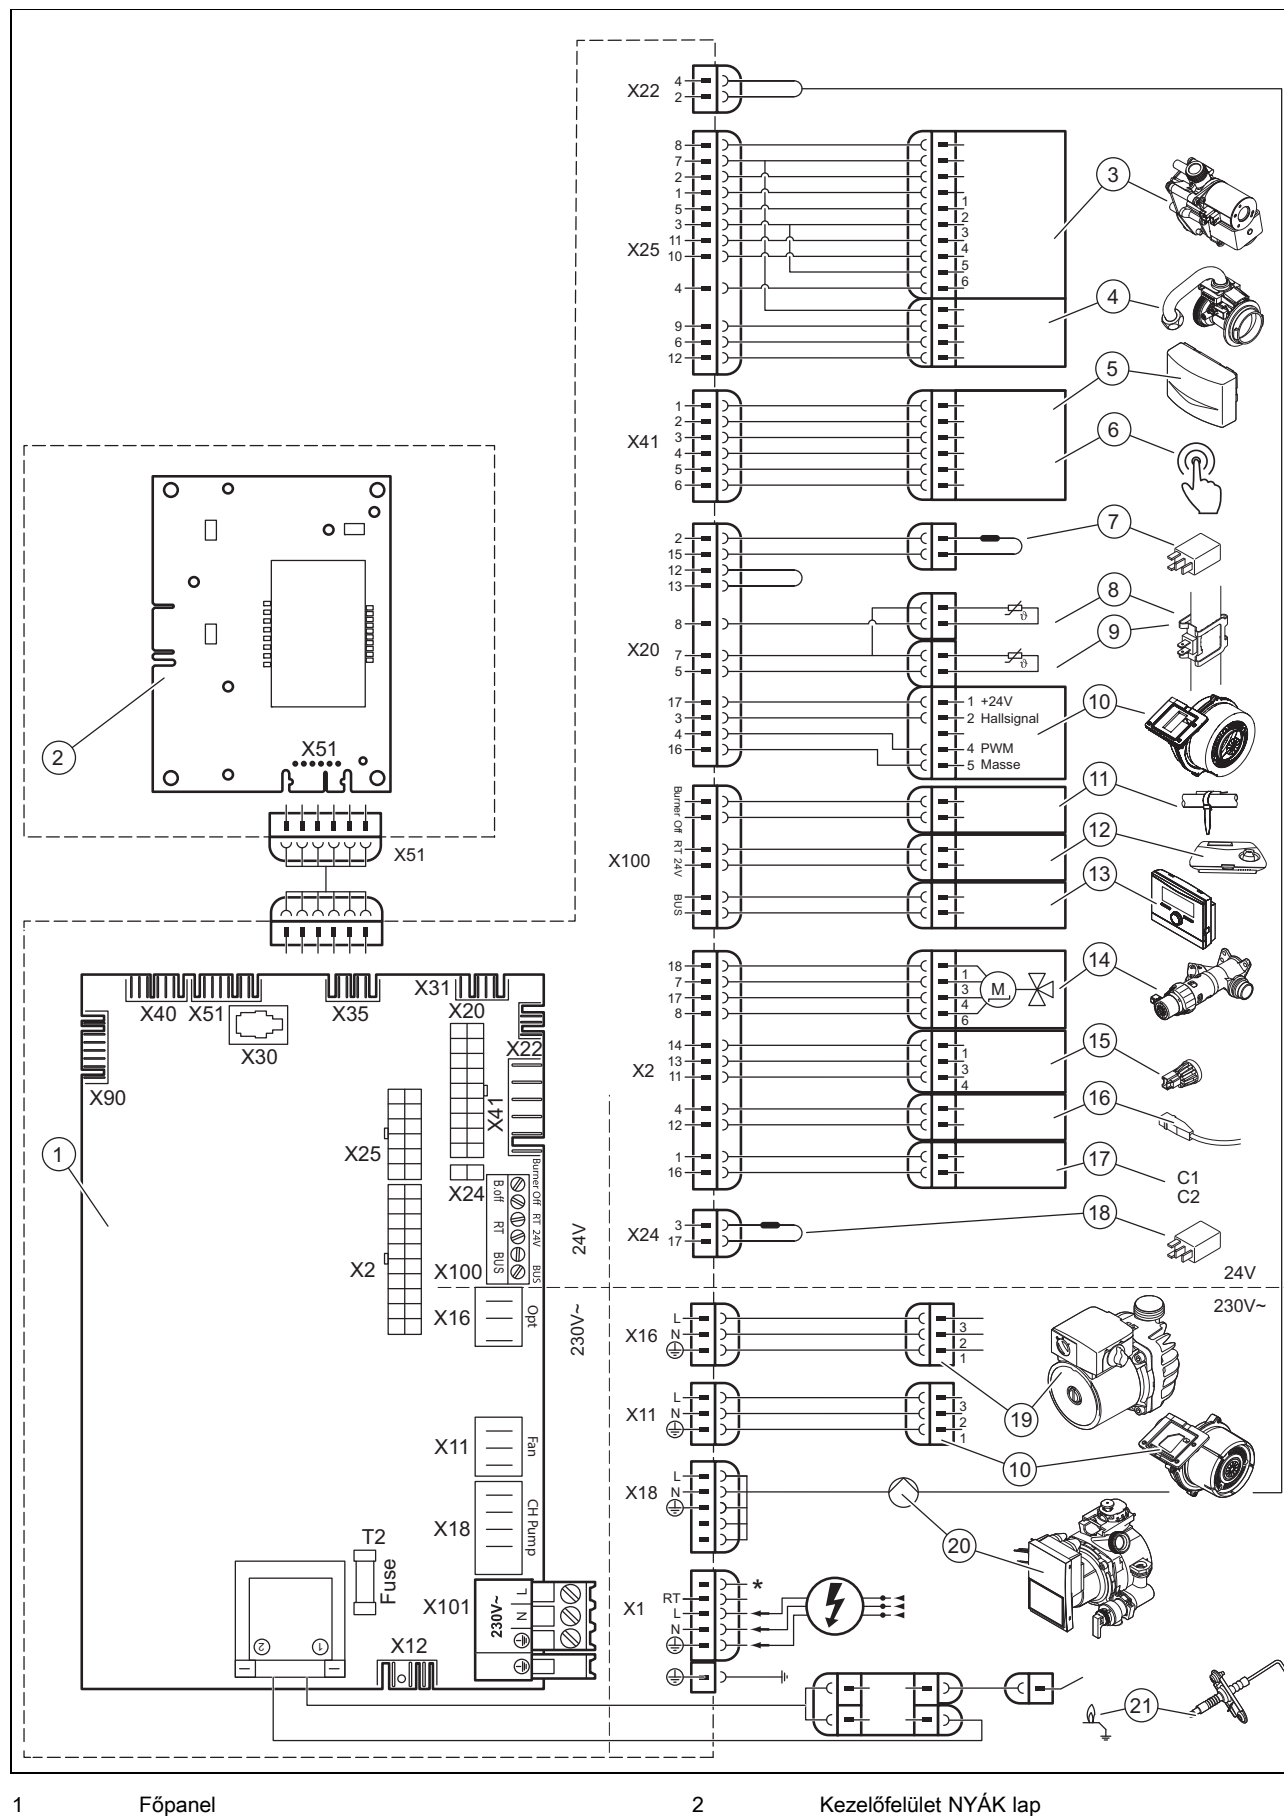 X22
4
2
X25
8
7
2
1
5
3
11
10
4
9
6
12
1
2
3
4
5
6
3
4
X41
1
2
3
4
5
6
5
6
X20
2
15
12
13
8
7
5
17
3
4
16
ϑ
ϑ
1 +24V
2 Hallsignal
4 PWM
5 Masse
7
8
9
10
X100
Burner Off
RT 24V
BUS
11
12
13
X2
18
7
17
8
14
13
11
4
12
1
16
1
3
4
6
M
1
3
4
14
15
16
17
C1
C2
X24
3
17
18
24V
230V~
X16
L
N
3
2
1
X11
L
N
3
2
1
19
10
X18
L
N
20
X1
*
RT
L
N
21
2
X51
X51
X40
X51
X30
X35
X31
X20
X22
X90
X41
X25
X24
1
X2
X100
Burner Off
RT 24V
BUS
B.off
RT
BUS
24V
230V~
X16
Opt
X11
Fan
X18
CH Pump
T2
Fuse
X101
230V~
L
N
X12
2
1
1 Főpanel
2 Kezelőfelület NYÁK lap